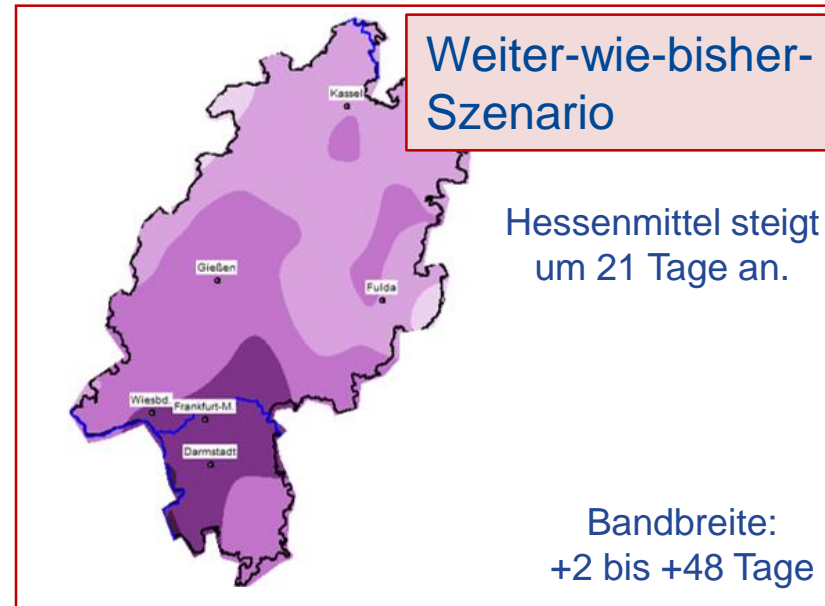 Weiter-wie-bisher-
Szenario
Kassel
Hessenmittel steigt
um 21 Tage an.
Gießen
Fulda
Wiesbd.
Frankfurt-M.
Darmstadt
Bandbreite:
+2 bis +48 Tage